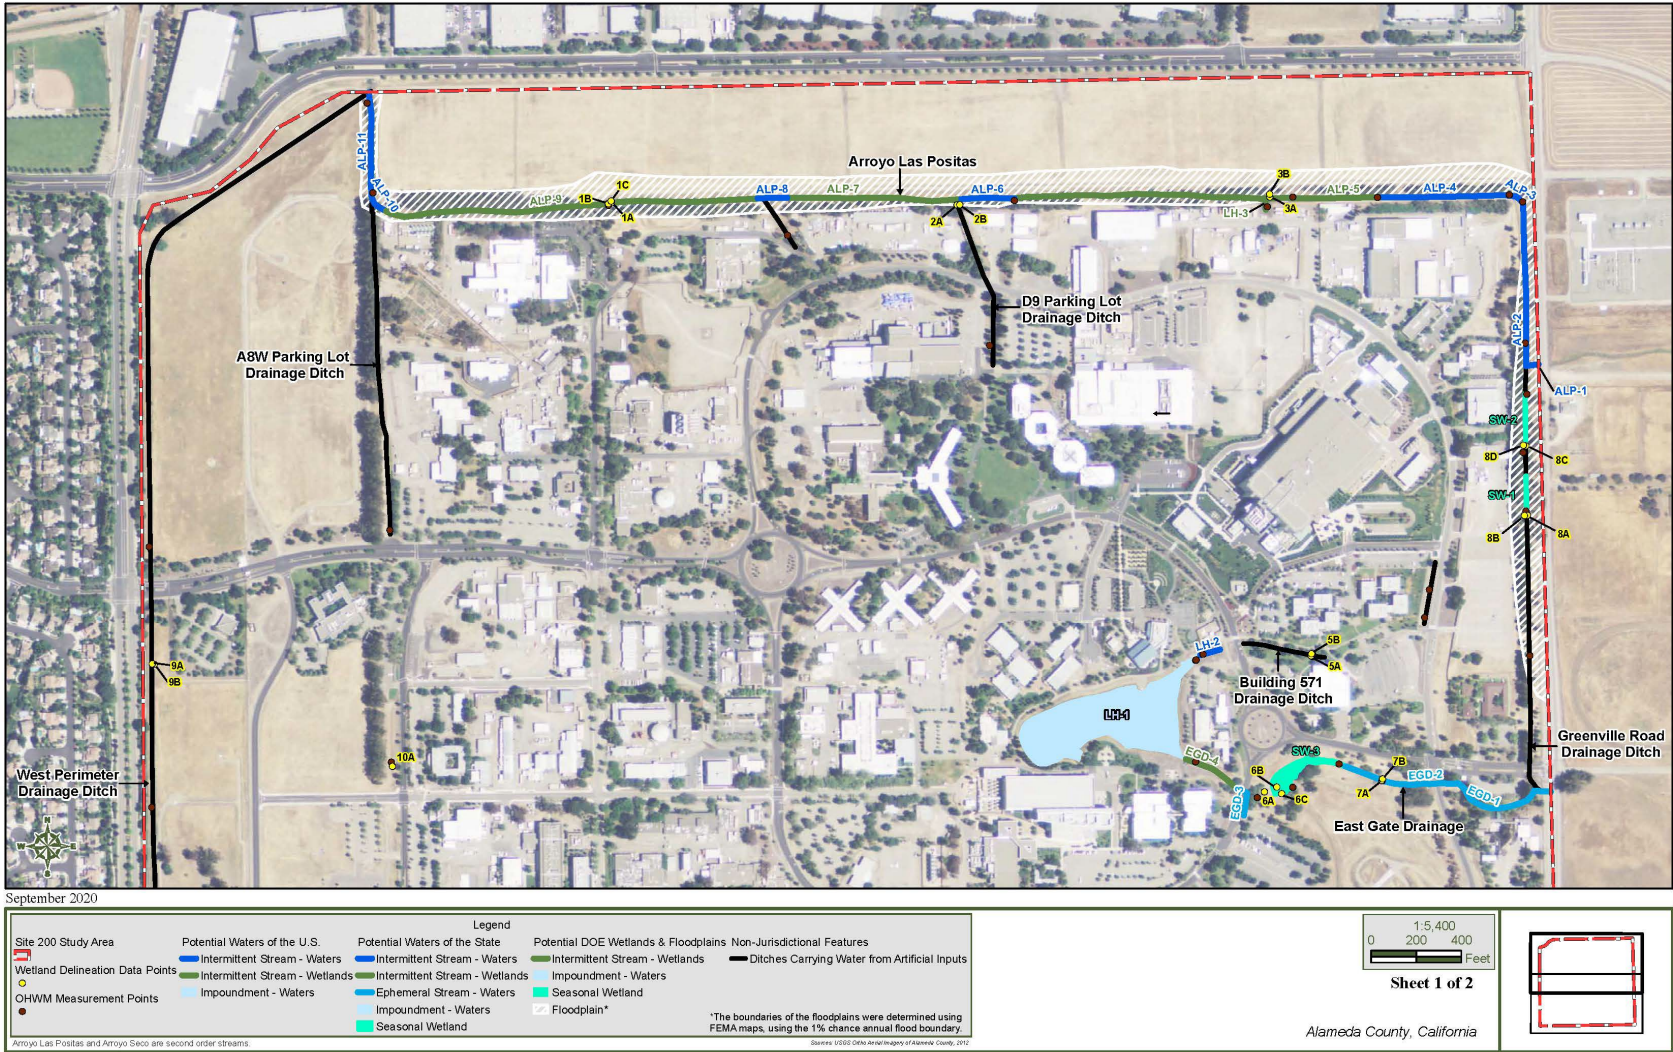 Arroyo Las Positas
3B
1C
1B
1A
ALP-11
ALP-10
ALP-9
ALP-8
ALP-7
ALP-6
ALP-5
ALP-4
ALP-3
2A
2B
LH-3
3A
D9 Parking Lot
Drainage Ditch
A8W Parking Lot
Drainage Ditch
ALP-2
ALP-1
SW-2
8D
8C
SW-1
8B
8A
LH-2
5B
5A
9A
9B
Building 571
Drainage Ditch
LH-1
Greenville Road
Drainage Ditch
10A
EGD-4
SW-3
6B
7B
EGD-2
West Perimeter
Drainage Ditch
EGD-3
6A
6C
7A
EGD-1
East Gate Drainage
N
W
E
S
September 2020
Legend
Site 200 Study Area
Wetland Delineation Data Points
OHWM Measurement Points
Potential Waters of the U.S.
Intermittent Stream - Waters
Intermittent Stream - Wetlands
Impoundment - Waters
Potential Waters of the State
Intermittent Stream - Waters
Intermittent Stream - Wetlands
Ephemeral Stream - Waters
Impoundment - Waters
Seasonal Wetland
Potential DOE Wetlands & Floodplains
Intermittent Stream - Wetlands
Impoundment - Waters
Seasonal Wetland
Floodplain*
Non-Jurisdictional Features
Ditches Carrying Water from Artificial Inputs
*The boundaries of the floodplains were determined using
FEMA maps, using the 1% chance annual flood boundary.
Arroyo Las Positas and Arroyo Seco are second order streams.
Sources: USGS Ortho Aerial Imagery of Alameda County, 2012
1:5,400
0 200 400
Feet
Sheet 1 of 2
Alameda County, California